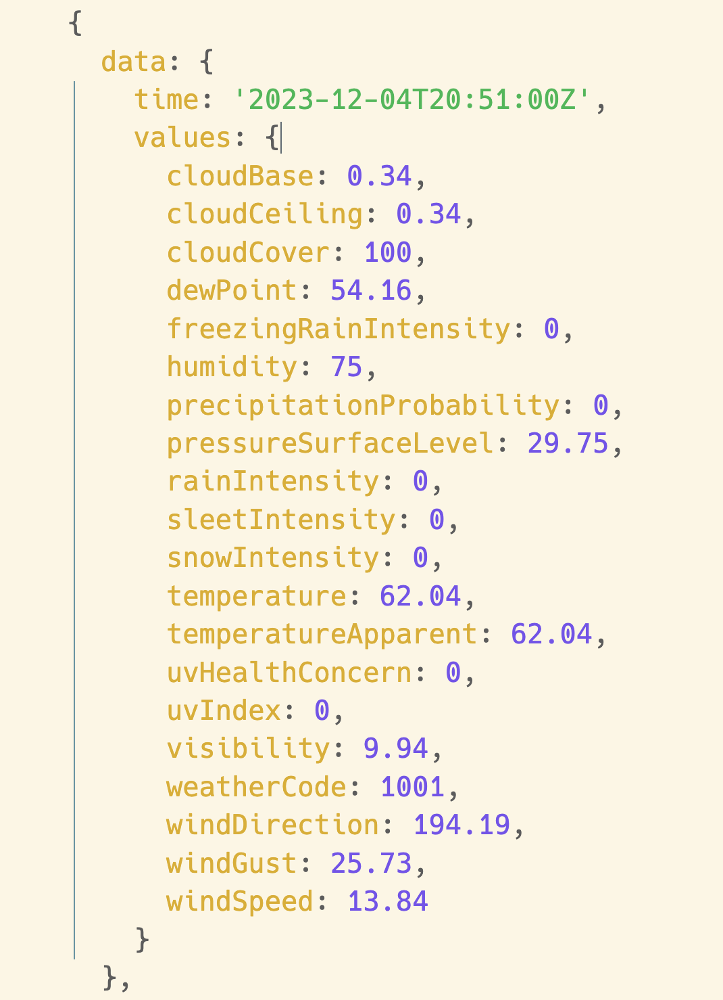 {
data: {
time: '2023-12-04T20:51:00Z',
values: {
cloudBase: 0.34,
cloudCeiling: 0.34,
cloudCover: 100,
dewPoint: 54.16,
freezingRainIntensity: 0,
humidity: 75,
precipitationProbability: 0,
pressureSurfaceLevel: 29.75,
rainIntensity: 0,
sleetIntensity: 0,
snowIntensity: 0,
temperature: 62.04,
temperatureApparent: 62.04,
uvHealthConcern: 0,
uvIndex: 0,
visibility: 9.94,
weatherCode: 1001,
windDirection: 194.19,
windGust: 25.73,
windSpeed: 13.84
}
},